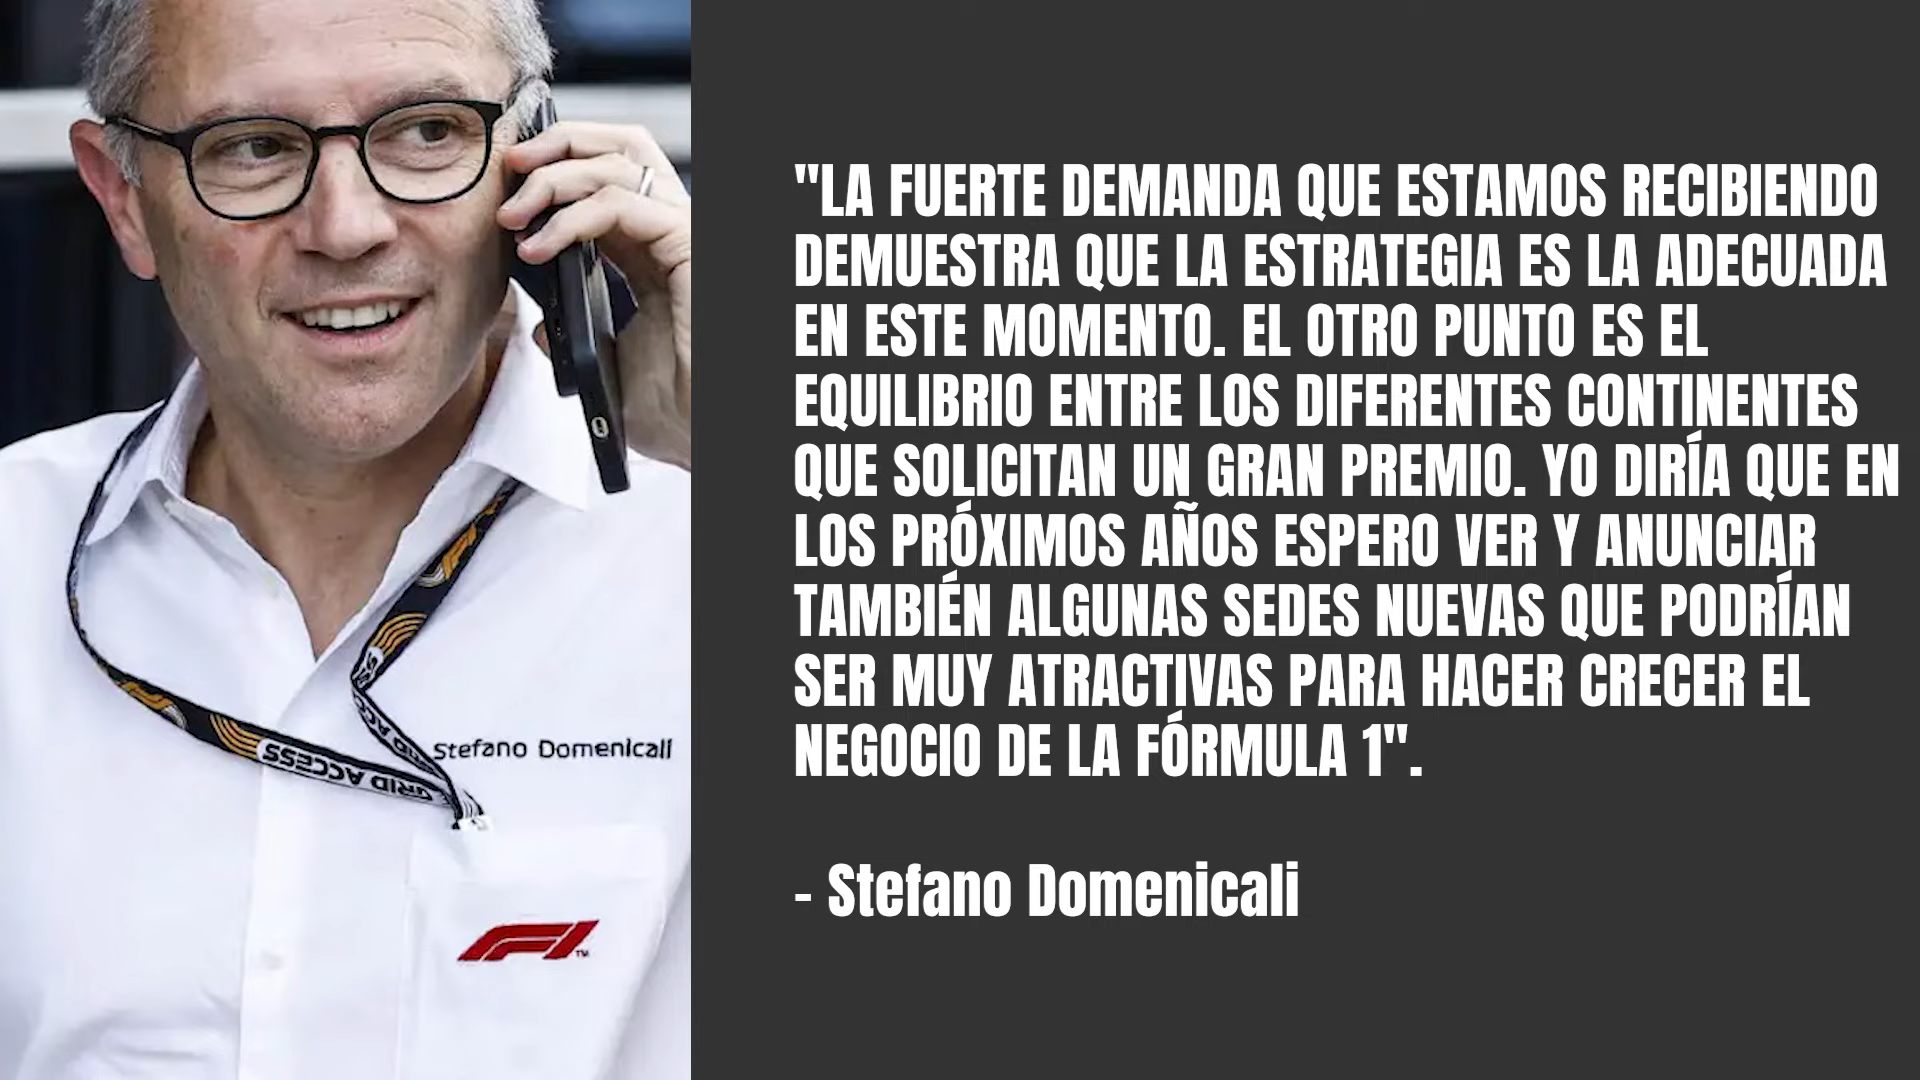 "LA FUERTE DEMANDA QUE ESTAMOS RECIBIENDO
DEMUESTRA QUE LA ESTRATEGIA ES LA ADECUADA
EN ESTE MOMENTO. EL OTRO PUNTO ES EL
EQUILIBRIO ENTRE LOS DIFERENTES CONTINENTES
QUE SOLICITAN UN GRAN PREMIO. YO DIRÍA QUE EN
LOS PRÓXIMOS AÑOS ESPERO VER Y ANUNCIAR
TAMBIÉN ALGUNAS SEDES NUEVAS QUE PODRÍAN
SER MUY ATRACTIVAS PARA HACER CRECER EL
NEGOCIO DE LA FÓRMULA 1".
- Stefano Domenicali
Stefano Domenicali
GRID ACCESS
F1
TM